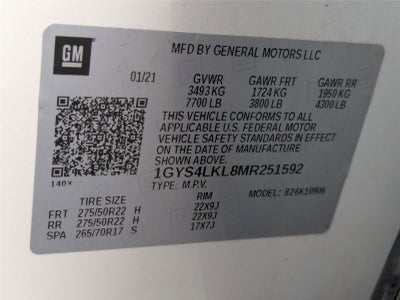 GM
MFD BY GENERAL MOTORS LLC
01/21 GVWR GAWR FRT GAWR RR
3493 KG 1724 KG 1950 KG
7700 LB 3800 LB 4300 LB
THIS VEHICLE CONFORMS TO ALL
APPLICABLE U.S. FEDERAL MOTOR
VEHICLE SAFETY STANDARDS IN EFFECT
ON THE DATE OF MANUFACTURE
SHOWN ABOVE.
1GYS4LKL8MR251592
140× TYPE: M.P.V. MODEL: 826K10906
TIRE SIZE RIM
FRT 275/50R22 H 22X9J
RR 275/50R22 H 22X9J
SPA 265/70R17 S 17X7J